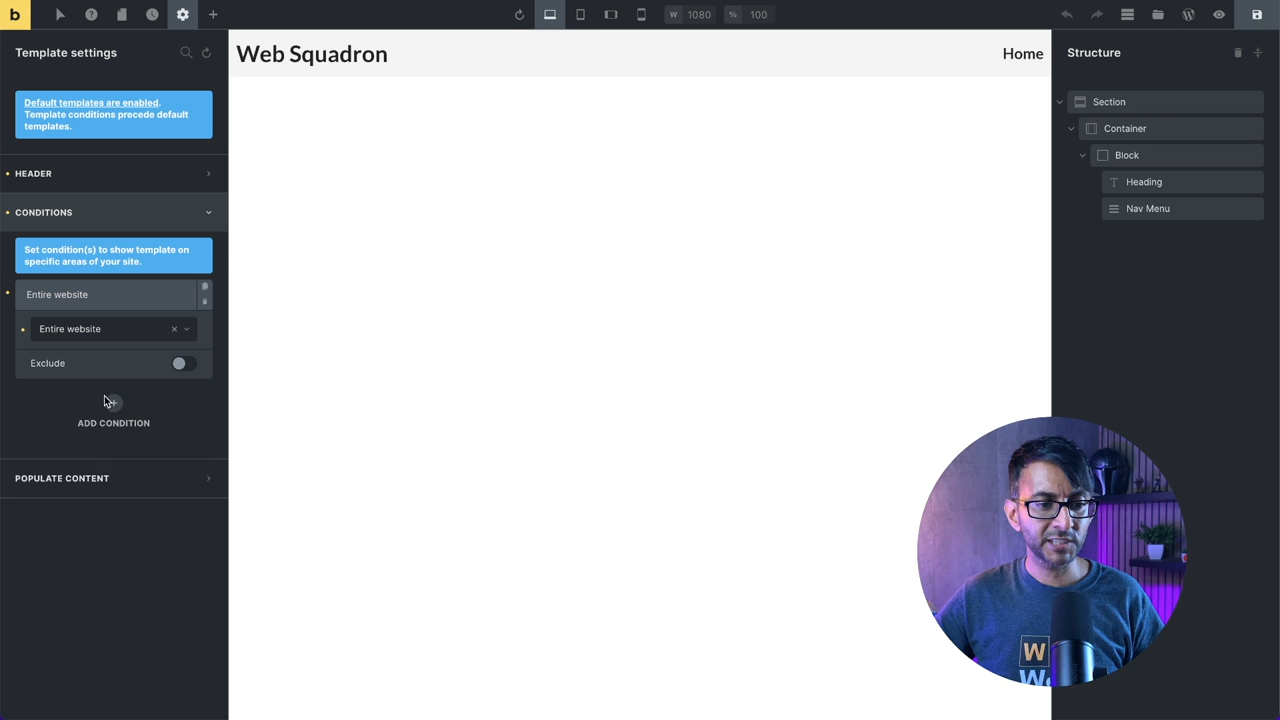 b
W 1080
% 100
Template settings
Default templates are enabled.
Template conditions precede default
templates.
HEADER
CONDITIONS
Set condition(s) to show template on
specific areas of your site.
Entire website
Entire website
Exclude
ADD CONDITION
POPULATE CONTENT
Web Squadron
Home
Structure
Section
Container
Block
Heading
Nav Menu
W